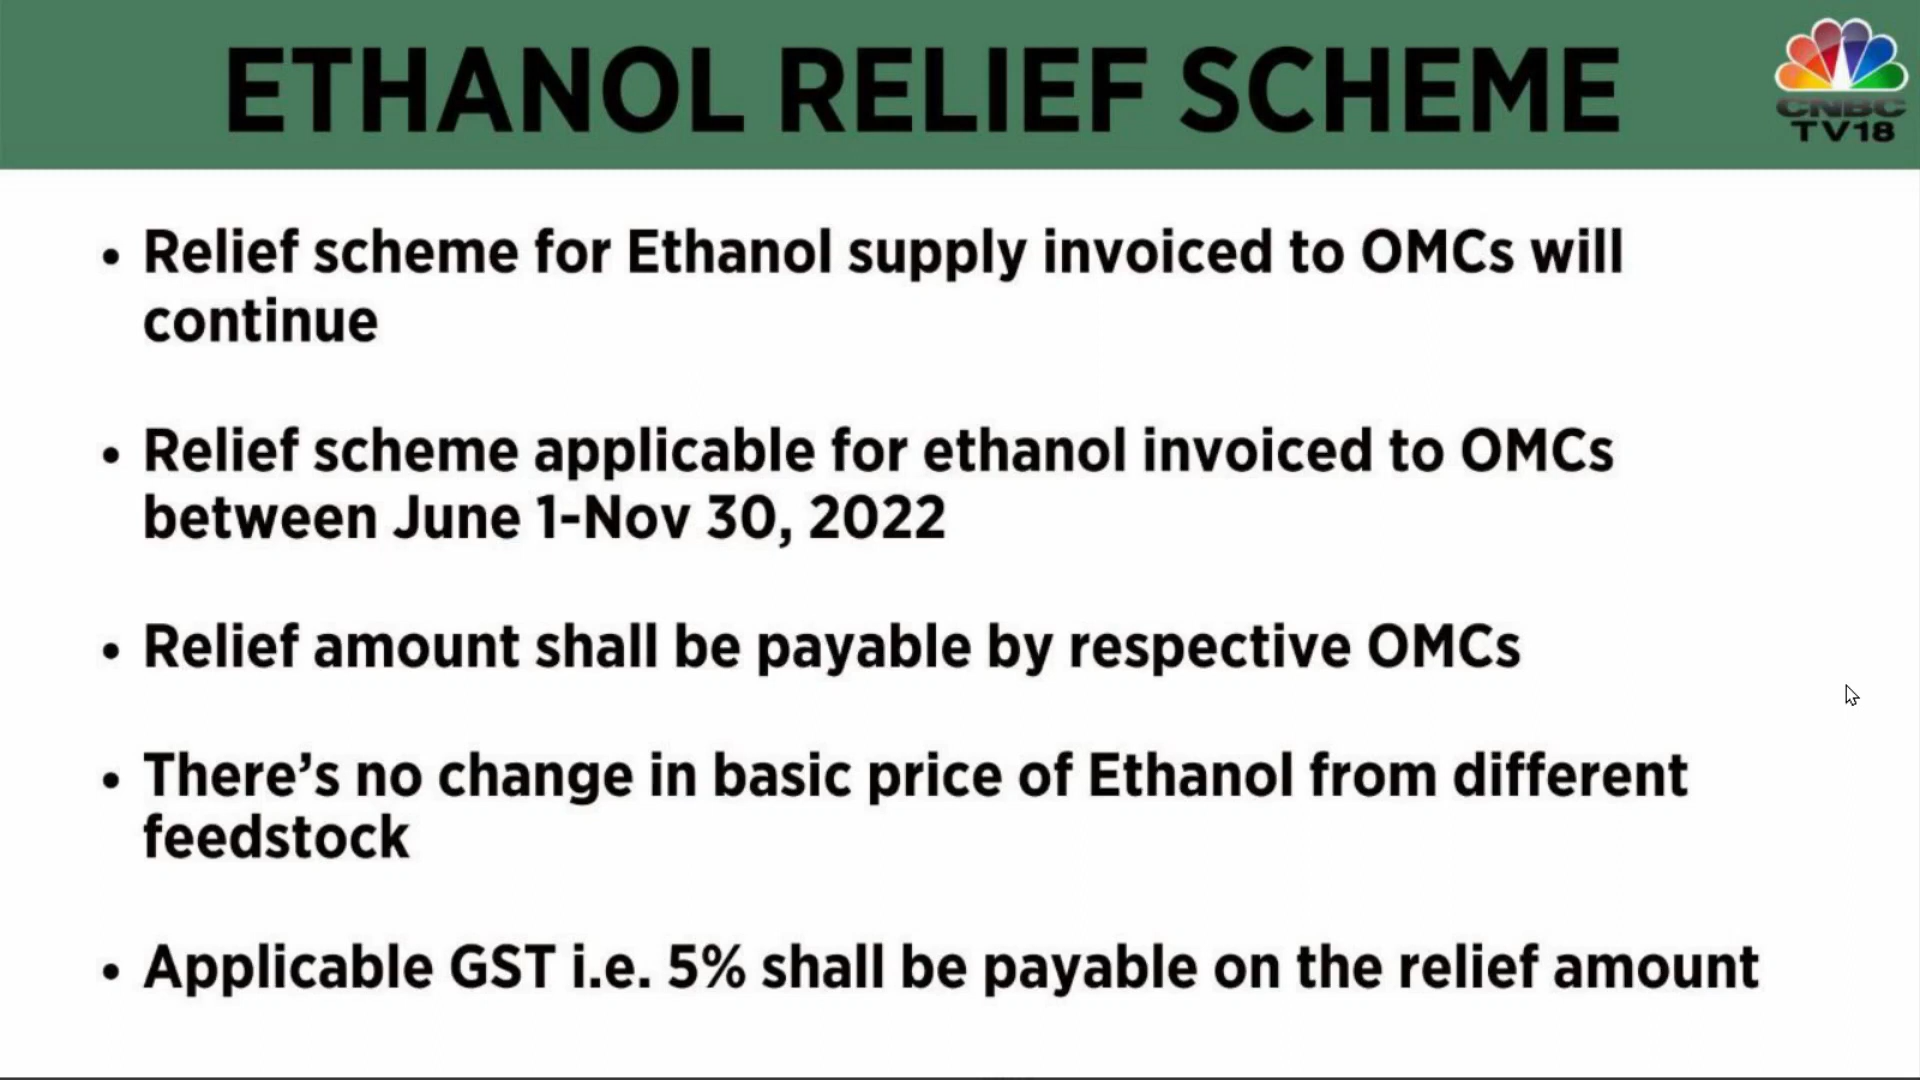 ETHANOL RELIEF SCHEME
CNBC
TV18
• Relief scheme for Ethanol supply invoiced to OMCs will
continue
• Relief scheme applicable for ethanol invoiced to OMCs
between June 1-Nov 30, 2022
• Relief amount shall be payable by respective OMCs
• There’s no change in basic price of Ethanol from different
feedstock
• Applicable GST i.e. 5% shall be payable on the relief amount